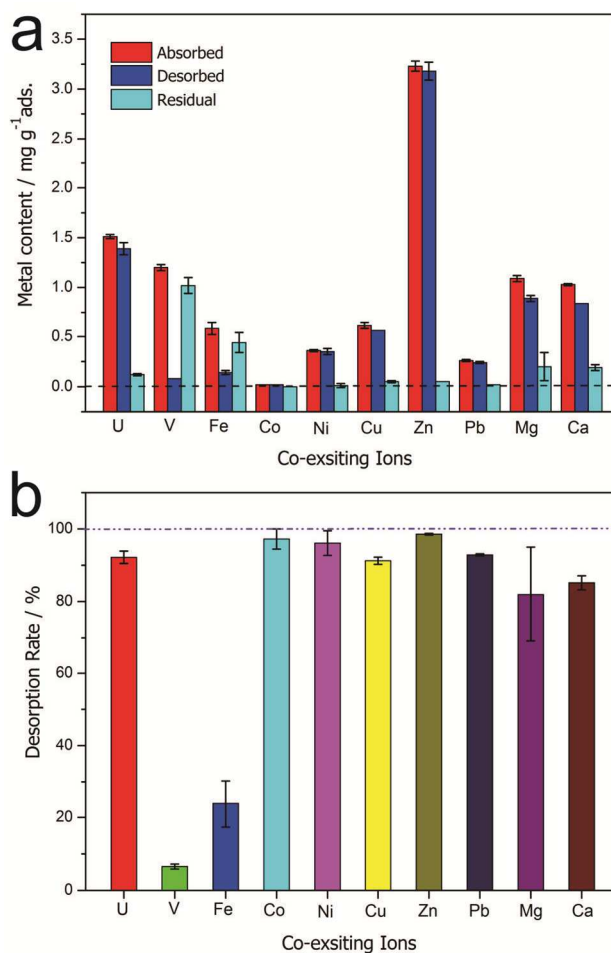 a
Absorbed
Desorbed
Residual
Metal content / mg g⁻¹ads.
3.5
3.0
2.5
2.0
1.5
1.0
0.5
0.0
U V Fe Co Ni Cu Zn Pb Mg Ca
Co-exsiting Ions
b
Desorption Rate / %
100
80
60
40
20
0
U V Fe Co Ni Cu Zn Pb Mg Ca
Co-exsiting Ions